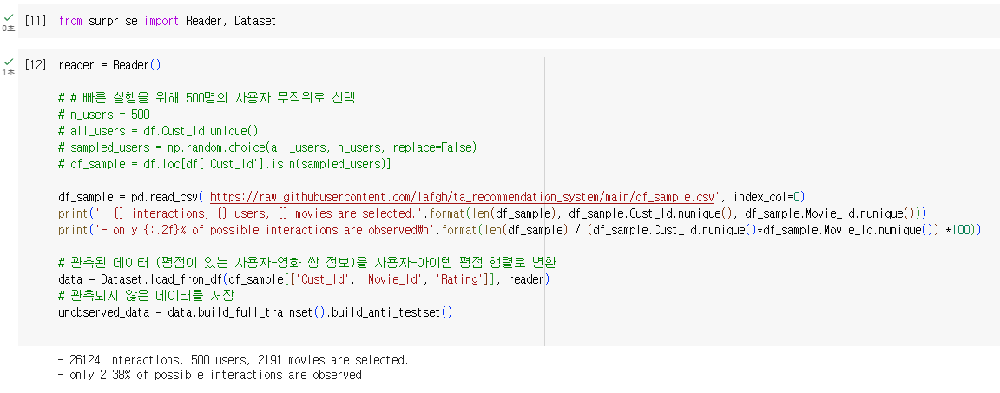 [11] from surprise import Reader, Dataset
0초
[12] reader = Reader()
1초
# # 빠른 실행을 위해 500명의 사용자 무작위로 선택
# n_users = 500
# all_users = df.Cust_Id.unique()
# sampled_users = np.random.choice(all_users, n_users, replace=False)
# df_sample = df.loc[df['Cust_Id'].isin(sampled_users)]
df_sample = pd.read_csv('https://raw.githubusercontent.com/lafgh/ta_recommendation_system/main/df_sample.csv', index_col=0)
print('- {} interactions, {} users, {} movies are selected.'.format(len(df_sample), df_sample.Cust_Id.nunique(), df_sample.Movie_Id.nunique()))
print('- only {:.2f}% of possible interactions are observed₩n'.format(len(df_sample) / (df_sample.Cust_Id.nunique()*df_sample.Movie_Id.nunique()) *100))
# 관측된 데이터 (평점이 있는 사용자-영화 쌍 정보)를 사용자-아이템 평점 행렬로 변환
data = Dataset.load_from_df(df_sample[['Cust_Id', 'Movie_Id', 'Rating']], reader)
# 관측되지 않은 데이터를 저장
unobserved_data = data.build_full_trainset().build_anti_testset()
- 26124 interactions, 500 users, 2191 movies are selected.
- only 2.38% of possible interactions are observed